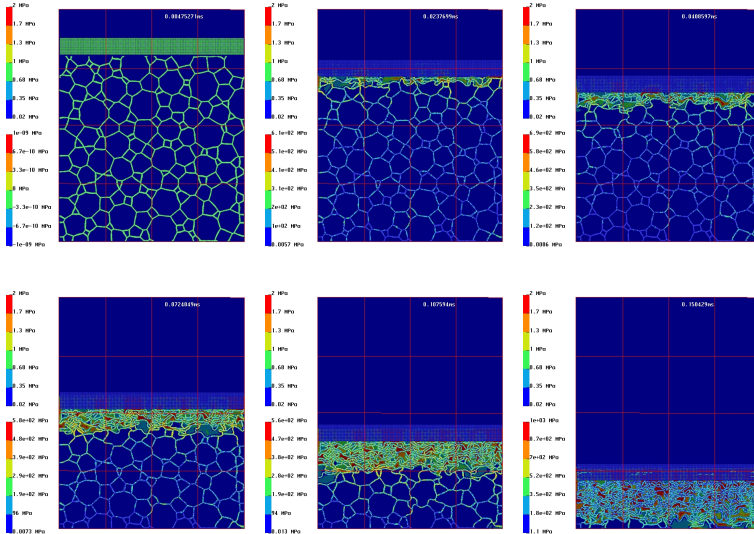 2 MPa
1.7 MPa
1.3 MPa
1 MPa
0.68 MPa
0.35 MPa
0.02 MPa
1e-09 MPa
6.7e-10 MPa
3.3e-10 MPa
0 MPa
-3.3e-10 MPa
-6.7e-10 MPa
-1e-09 MPa
0.0047527ms
2 MPa
1.7 MPa
1.3 MPa
1 MPa
0.68 MPa
0.35 MPa
0.02 MPa
6.1e+02 MPa
5.1e+02 MPa
4.1e+02 MPa
3e+02 MPa
2e+02 MPa
1e+02 MPa
0.0057 MPa
0.0237699ms
2 MPa
1.7 MPa
1.3 MPa
1 MPa
0.68 MPa
0.35 MPa
0.02 MPa
6.9e+02 MPa
5.8e+02 MPa
4.6e+02 MPa
3.5e+02 MPa
2.3e+02 MPa
1.2e+02 MPa
0.0086 MPa
0.0408597ms
2 MPa
1.7 MPa
1.3 MPa
1 MPa
0.68 MPa
0.35 MPa
0.02 MPa
4.8e+02 MPa
3.9e+02 MPa
2.9e+02 MPa
1.9e+02 MPa
96 MPa
0.0073 MPa
0.0724849ms
2 MPa
1.7 MPa
1.3 MPa
1 MPa
0.68 MPa
0.35 MPa
0.02 MPa
5.6e+02 MPa
4.7e+02 MPa
3.8e+02 MPa
2.8e+02 MPa
1.9e+02 MPa
94 MPa
0.013 MPa
0.107594ms
2 MPa
1.7 MPa
1.3 MPa
1 MPa
0.68 MPa
0.35 MPa
0.02 MPa
1e+03 MPa
8.7e+02 MPa
7e+02 MPa
5.2e+02 MPa
3.5e+02 MPa
1.8e+02 MPa
1.1 MPa
0.150429ms